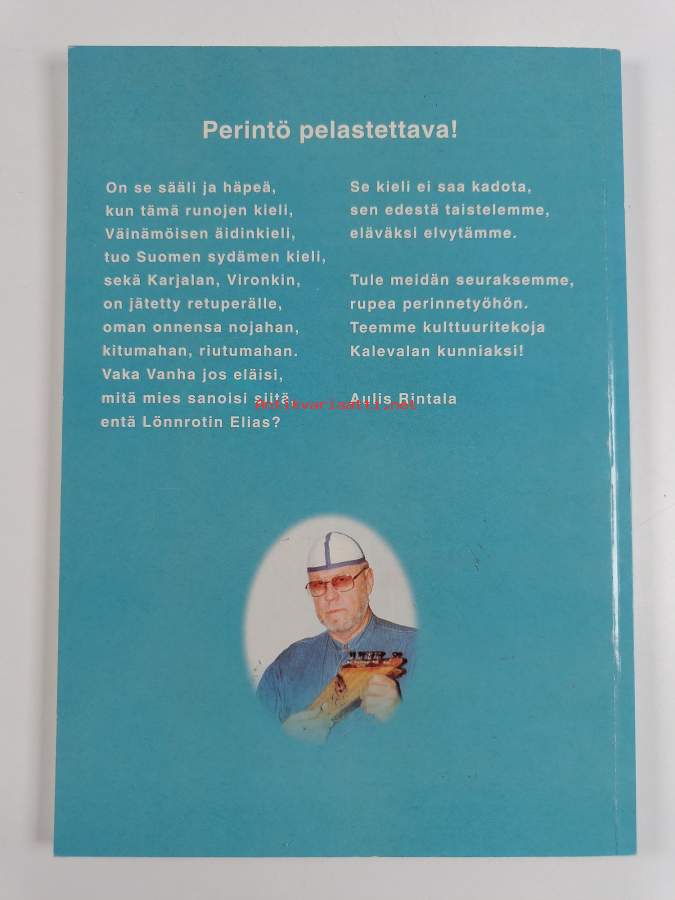 Perintö pelastettava!
On se sääli ja häpeä,
kun tämä runojen kieli,
Väinämöisen äidinkieli,
tuo Suomen sydämen kieli,
sekä Karjalan, Vironkin,
on jätetty retuperälle,
oman onnensa nojahan,
kitumahan, riutumahan.
Vaka Vanha jos eläisi,
mitä mies sanoisi siitä,
entä Lönnrotin Elias?
Se kieli ei saa kadota,
sen edestä taistelemme,
eläväksi elvytämme.
Tule meidän seuraksemme,
rupea perinnetyöhön.
Teemme kulttuuritekoja
Kalevalan kunniaksi!
Aulis Rintala
Antikvariaatti.net